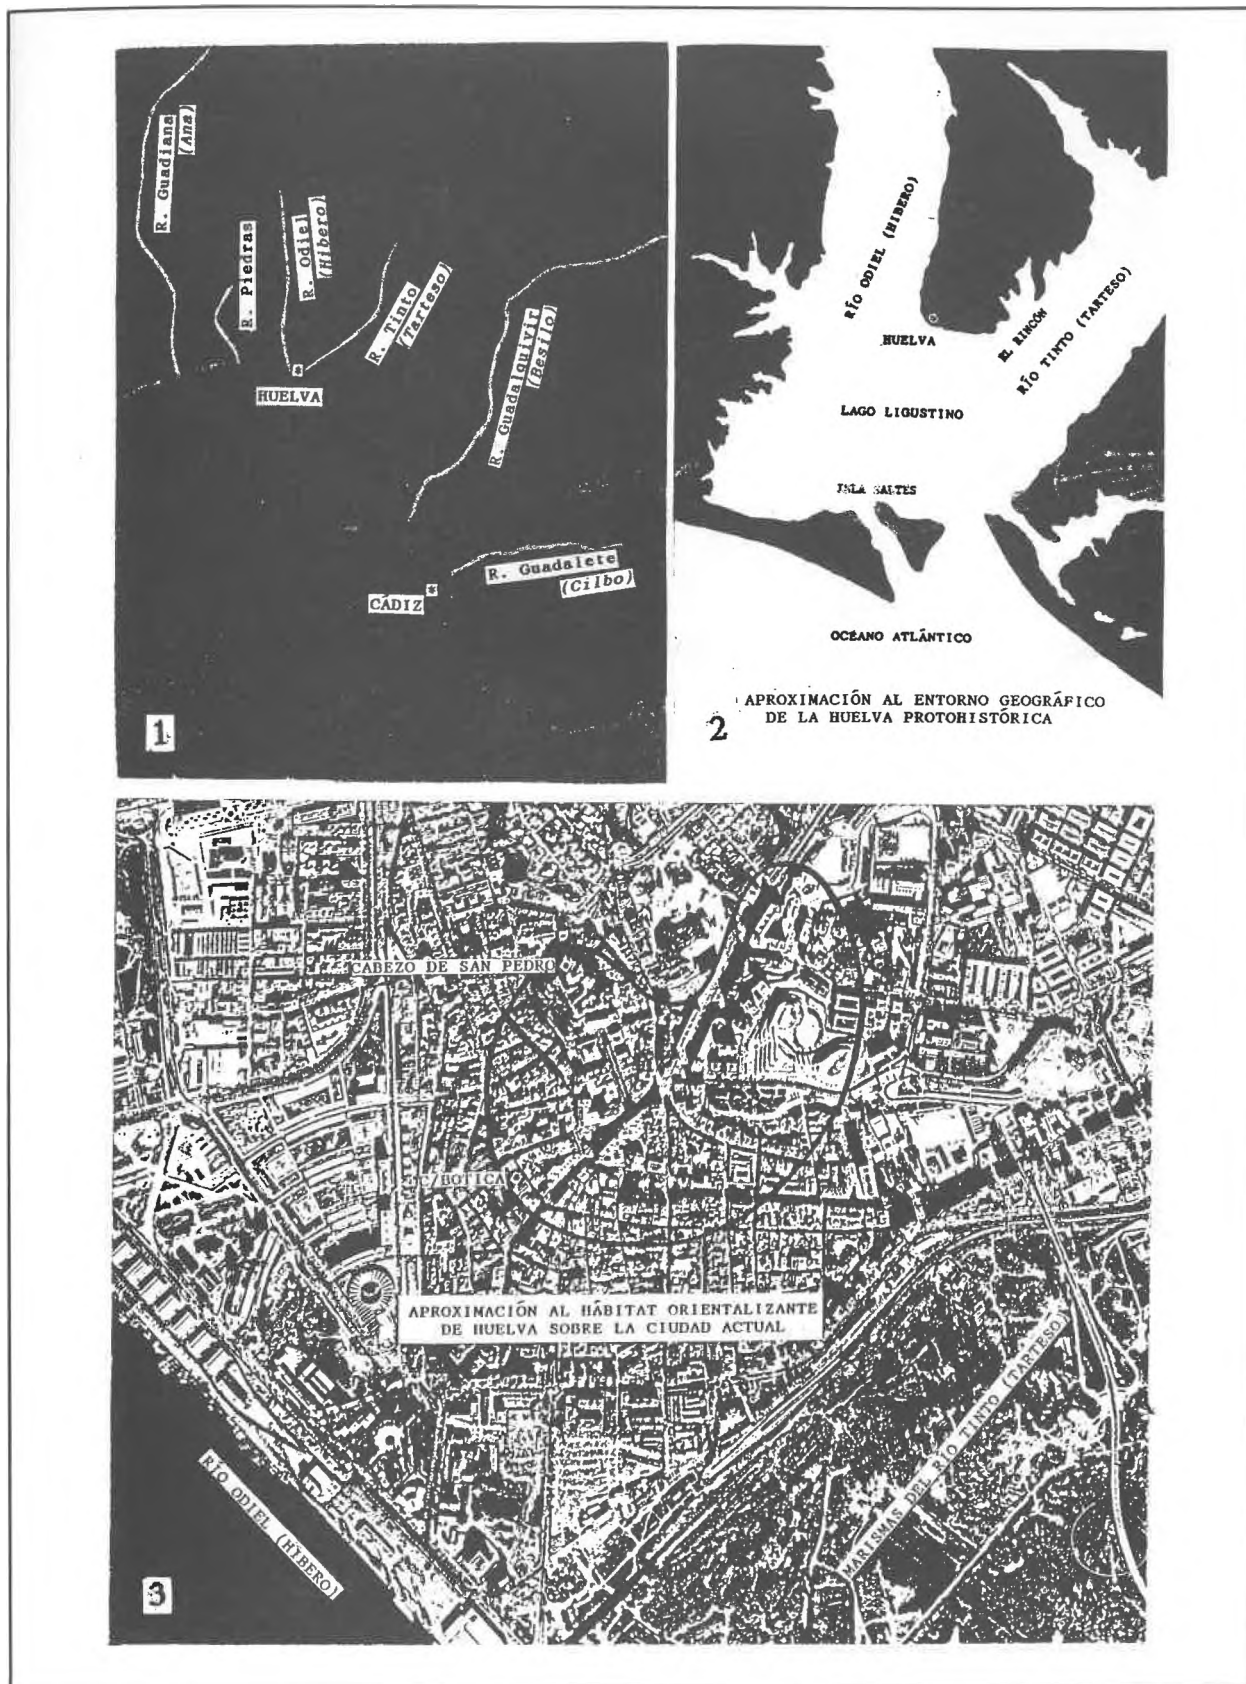 R. Guadiana
(Ana)
R. Piedras
R. Odiel
(Hibero)
R. Tinto
(Tarteso)
R. Guadalquivir
(Besilo)
HUELVA
R. Guadalete
(Cilbo)
CÁDIZ
1
RÍO ODIEL (HIBERO)
HUELVA
EL RINCÓN
RÍO TINTO (TARTESO)
LAGO LIGUSTINO
ISLA SALTES
OCÉANO ATLÁNTICO
APROXIMACIÓN AL ENTORNO GEOGRÁFICO
DE LA HUELVA PROTOHISTÓRICA
2
CABEZO DE SAN PEDRO
C/BOTICA
APROXIMACIÓN AL HÁBITAT ORIENTALIZANTE
DE HUELVA SOBRE LA CIUDAD ACTUAL
RÍO ODIEL (HIBERO)
MARISMAS DEL RIO TINTO (TARTESO)
3